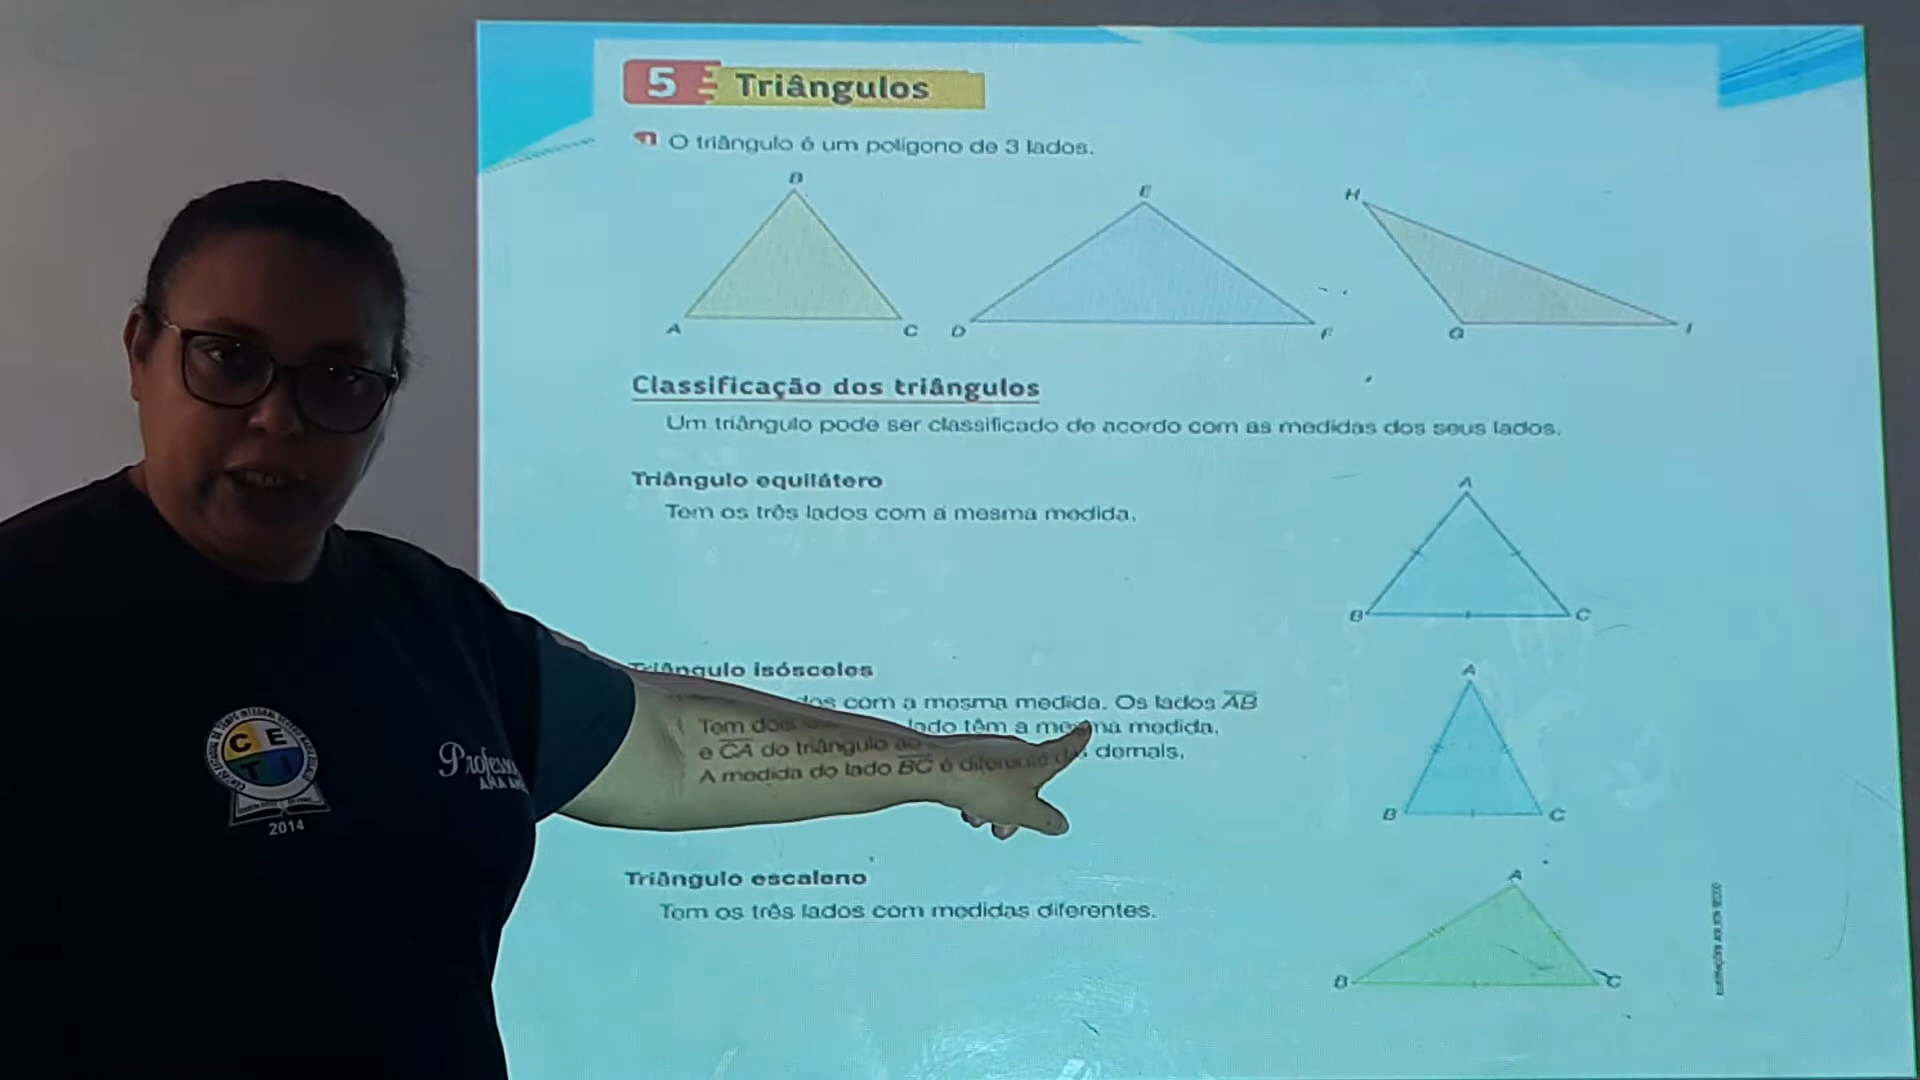 5 Triângulos
O triângulo é um polígono de 3 lados.
B
E
H
A
C
D
F
G
I
Classificação dos triângulos
Um triângulo pode ser classificado de acordo com as medidas dos seus lados.
Triângulo equilátero
Tem os três lados com a mesma medida.
A
B
C
Triângulo isósceles
com a mesma medida. Os lados AB
Tem dois lado têm a mesma medida.
e CA do triângulo ao demais.
A medida do lado BC é diferente
A
B
C
Triângulo escaleno
Tem os três lados com medidas diferentes.
A
B
C
CE
TI
2014